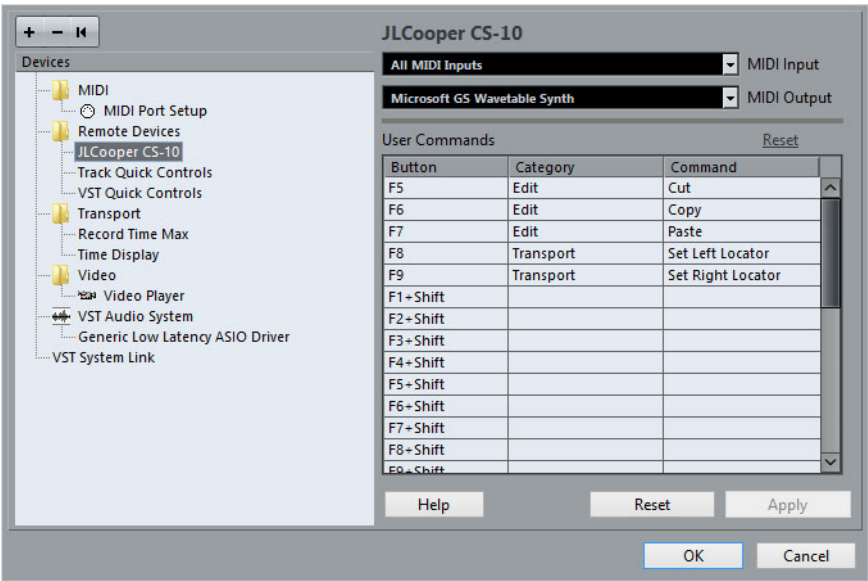 + − I◀
Devices
MIDI
MIDI Port Setup
Remote Devices
JLCooper CS-10
Track Quick Controls
VST Quick Controls
Transport
Record Time Max
Time Display
Video
Video Player
VST Audio System
Generic Low Latency ASIO Driver
VST System Link
JLCooper CS-10
All MIDI Inputs MIDI Input
Microsoft GS Wavetable Synth MIDI Output
User Commands Reset
Button Category Command
F5 Edit Cut
F6 Edit Copy
F7 Edit Paste
F8 Transport Set Left Locator
F9 Transport Set Right Locator
F1+Shift
F2+Shift
F3+Shift
F4+Shift
F5+Shift
F6+Shift
F7+Shift
F8+Shift
F9+Shift
Help Reset Apply
OK Cancel